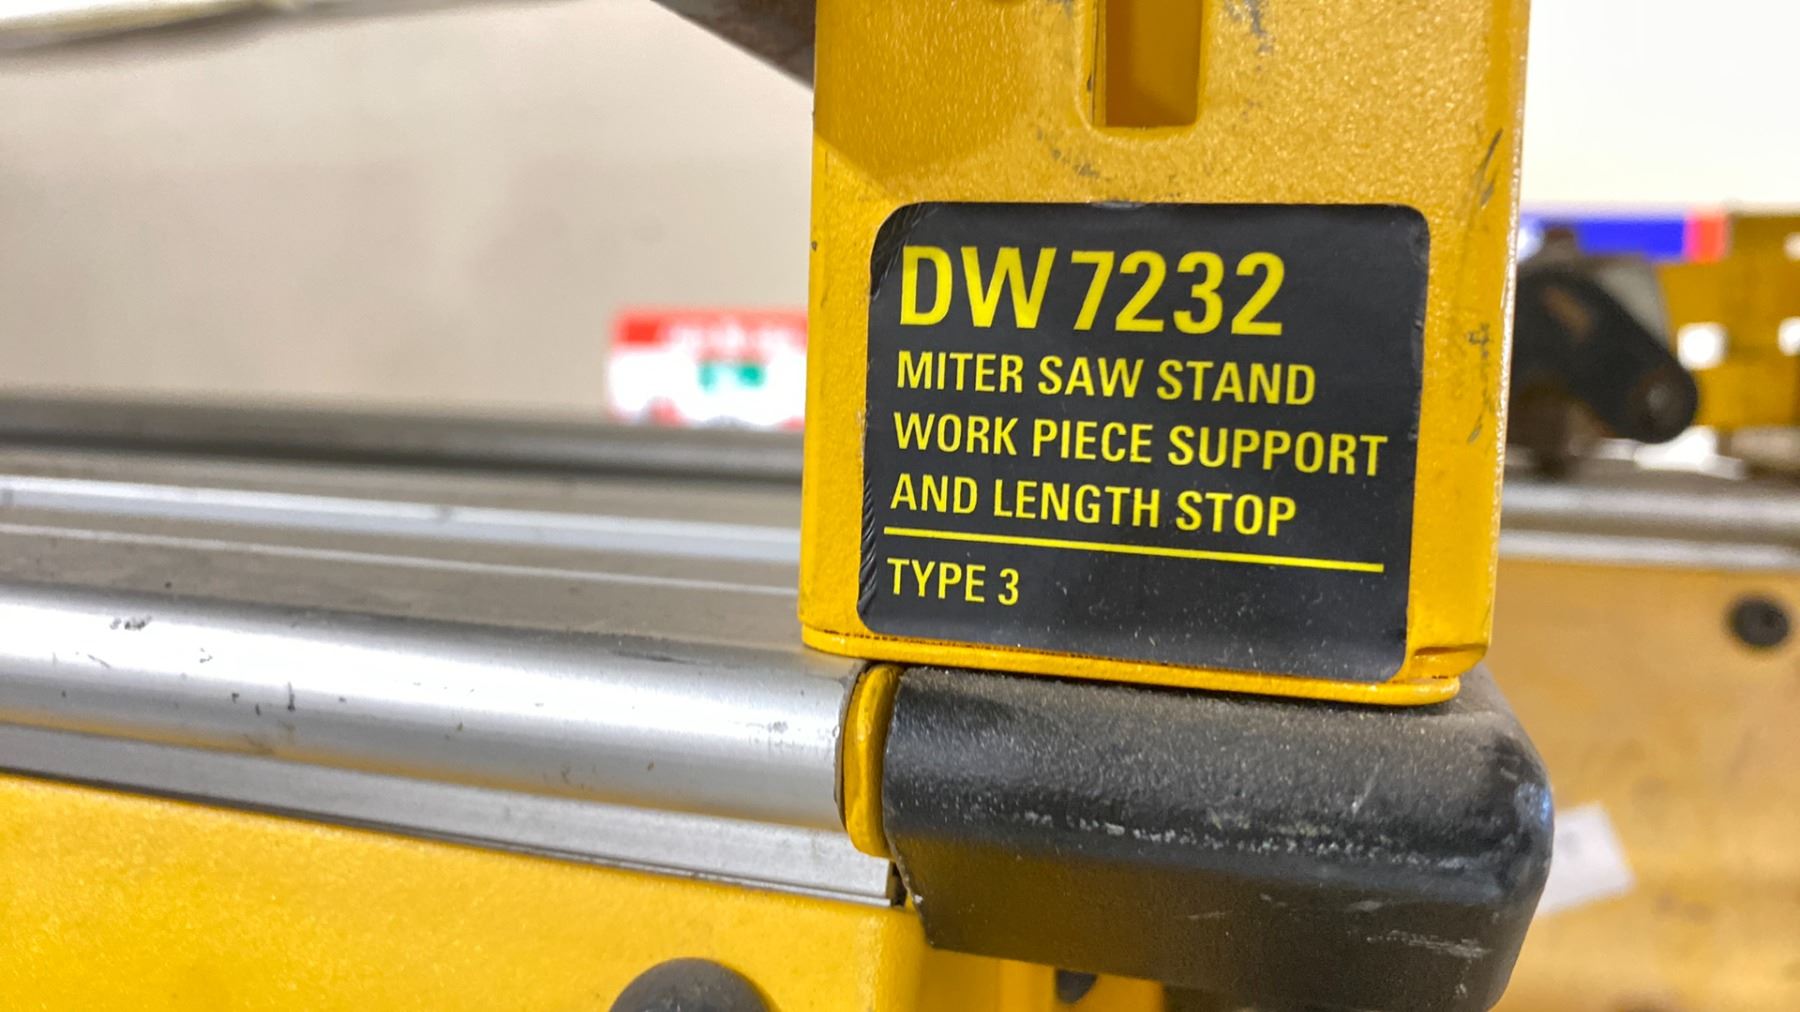 DW7232
MITER SAW STAND
WORK PIECE SUPPORT
AND LENGTH STOP
TYPE 3